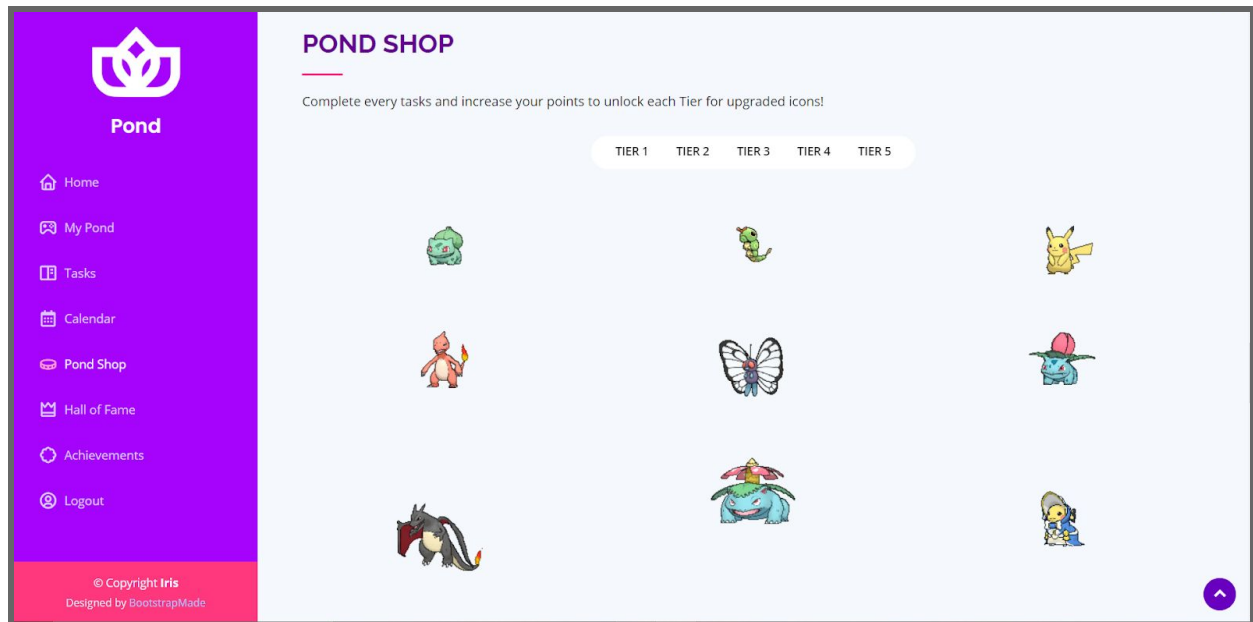 Pond
Home
My Pond
Tasks
Calendar
Pond Shop
Hall of Fame
Achievements
Logout
© Copyright Iris
Designed by BootstrapMade
POND SHOP
Complete every tasks and increase your points to unlock each Tier for upgraded icons!
TIER 1 TIER 2 TIER 3 TIER 4 TIER 5